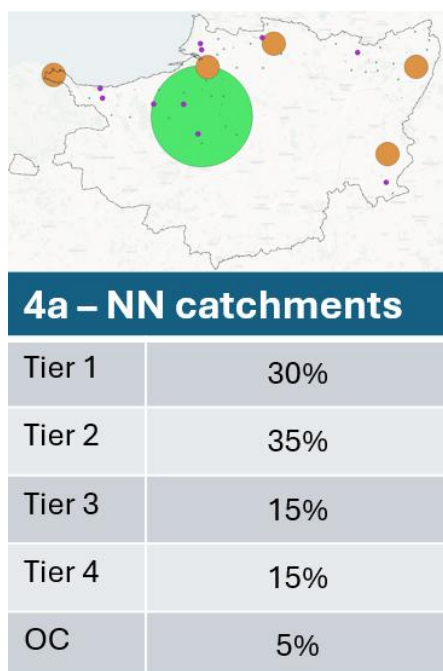 4a – NN catchments
Tier 1 30%
Tier 2 35%
Tier 3 15%
Tier 4 15%
OC 5%